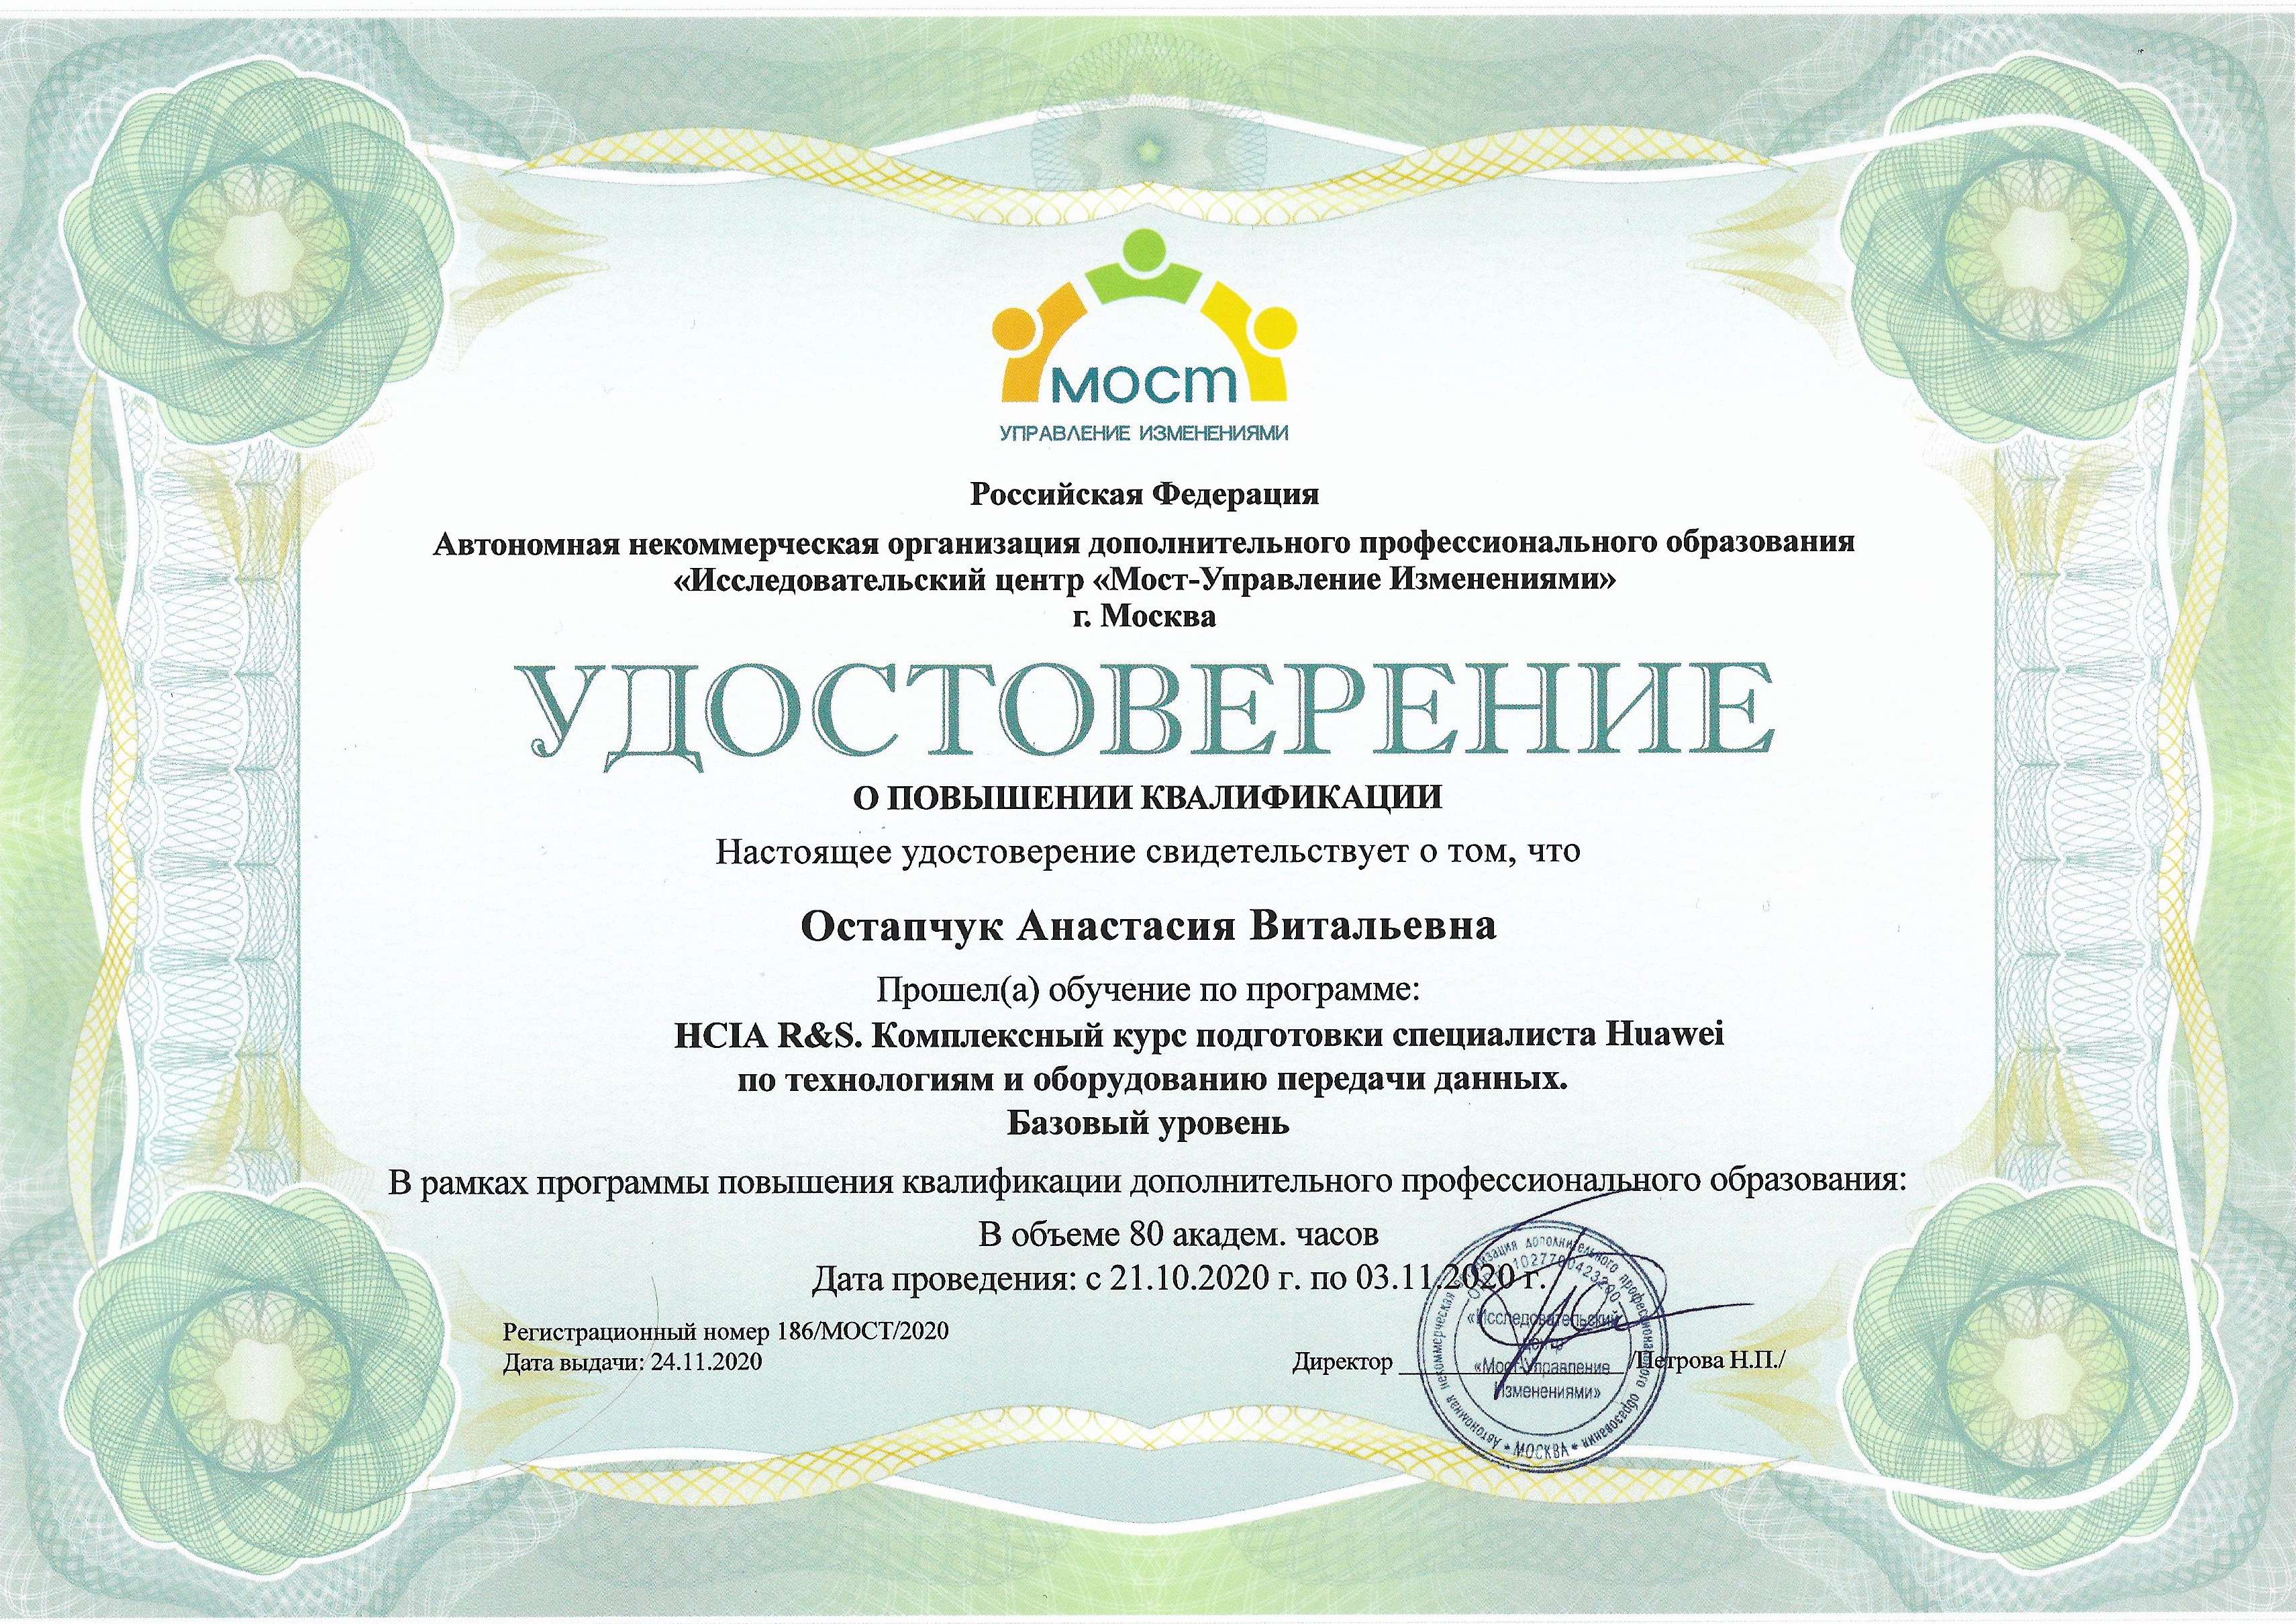 мост
УПРАВЛЕНИЕ ИЗМЕНЕНИЯМИ
Российская Федерация
Автономная некоммерческая организация дополнительного профессионального образования
«Исследовательский центр «Мост-Управление Изменениями»
г. Москва
УДОСТОВЕРЕНИЕ
О ПОВЫШЕНИИ КВАЛИФИКАЦИИ
Настоящее удостоверение свидетельствует о том, что
Остапчук Анастасия Витальевна
Прошел(а) обучение по программе:
HCIA R&S. Комплексный курс подготовки специалиста Huawei
по технологиям и оборудованию передачи данных.
Базовый уровень
В рамках программы повышения квалификации дополнительного профессионального образования:
В объеме 80 академ. часов
Дата проведения: с 21.10.2020 г. по 03.11.2020 г.
Регистрационный номер 186/МОСТ/2020
Дата выдачи: 24.11.2020
Директор /Петрова Н.П./
Автономная некоммерческая дополнительного профессионального образования
«Исследовательский
центр
«Мост-Управление
Изменениями»
* МОСКВА *